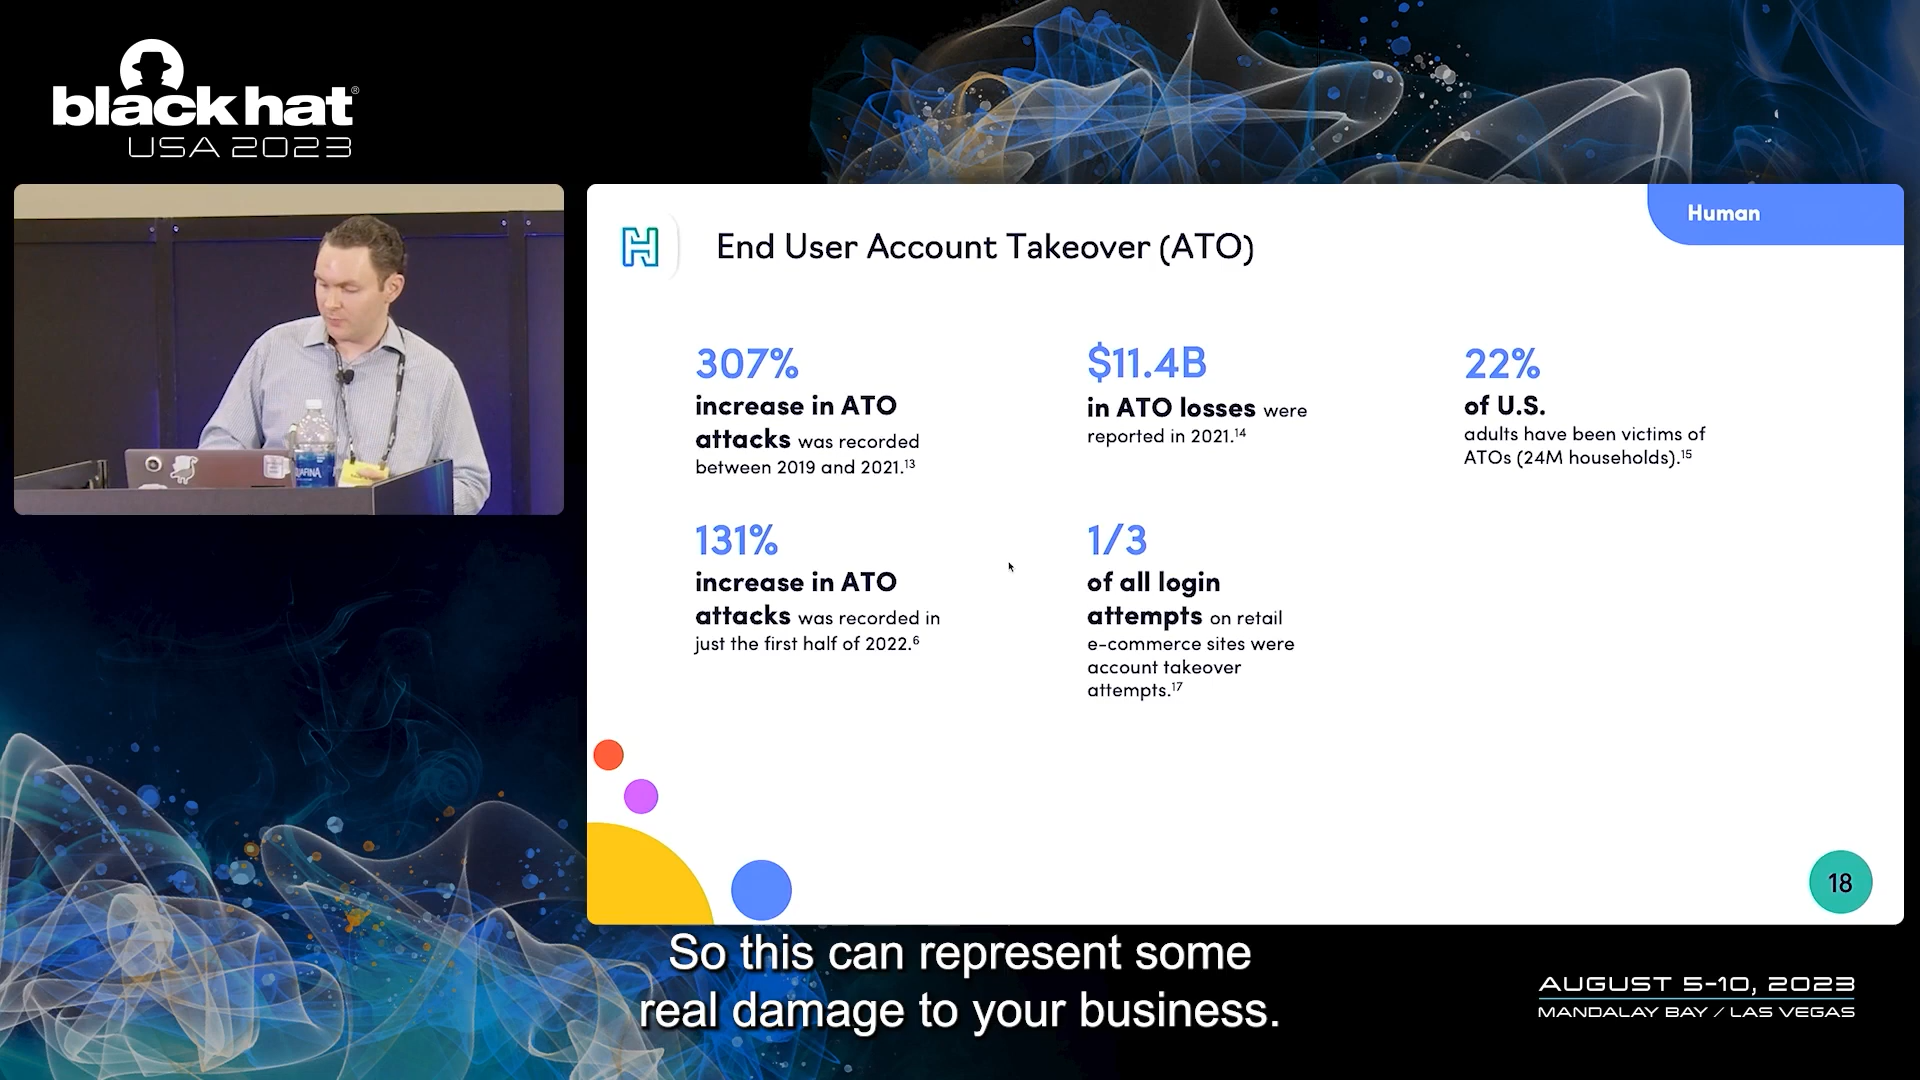 black hat®
USA 2023
Human
End User Account Takeover (ATO)
307%
increase in ATO
attacks was recorded
between 2019 and 2021.13
$11.4B
in ATO losses were
reported in 2021.14
22%
of U.S.
adults have been victims of
ATOs (24M households).15
131%
increase in ATO
attacks was recorded in
just the first half of 2022.6
1/3
of all login
attempts on retail
e-commerce sites were
account takeover
attempts.17
18
So this can represent some
real damage to your business.
AUGUST 5-10, 2023
MANDALAY BAY / LAS VEGAS